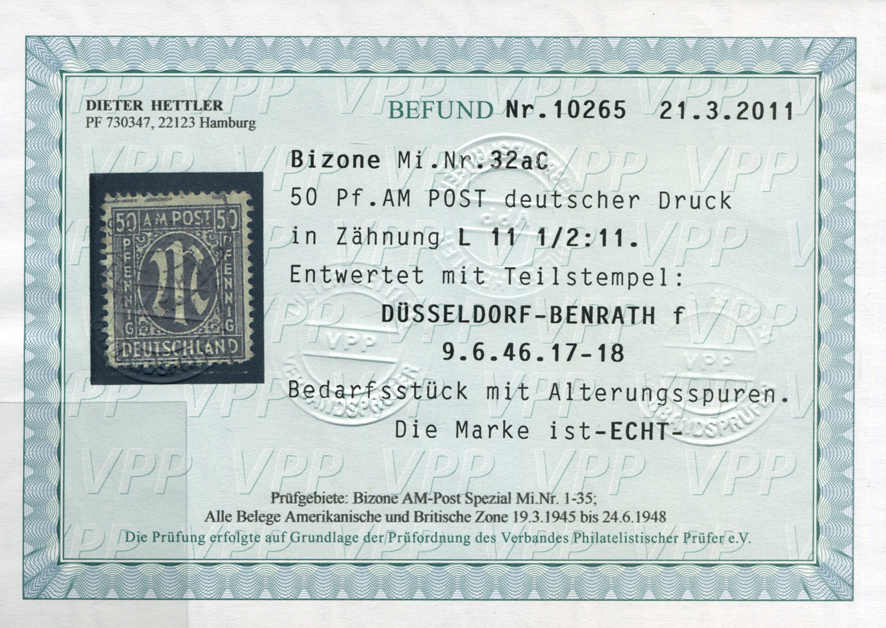 DIETER HETTLER
PF 730347, 22123 Hamburg
BEFUND Nr.10265 21.3.2011
Bizone Mi.Nr.32aC
50 Pf.AM POST deutscher Druck
in Zähnung L 11 1/2:11.
Entwertet mit Teilstempel:
DÜSSELDORF-BENRATH f
9.6.46.17-18
Bedarfsstück mit Alterungsspuren.
Die Marke ist-ECHT-
50 AM POST 50
PFENNIG
M
PFENNIG
DEUTSCHLAND
VPP
VPP
Prüfgebiete: Bizone AM-Post Spezial Mi.Nr. 1-35;
Alle Belege Amerikanische und Britische Zone 19.3.1945 bis 24.6.1948
Die Prüfung erfolgte auf Grundlage der Prüfordnung des Verbandes Philatelistischer Prüfer e.V.